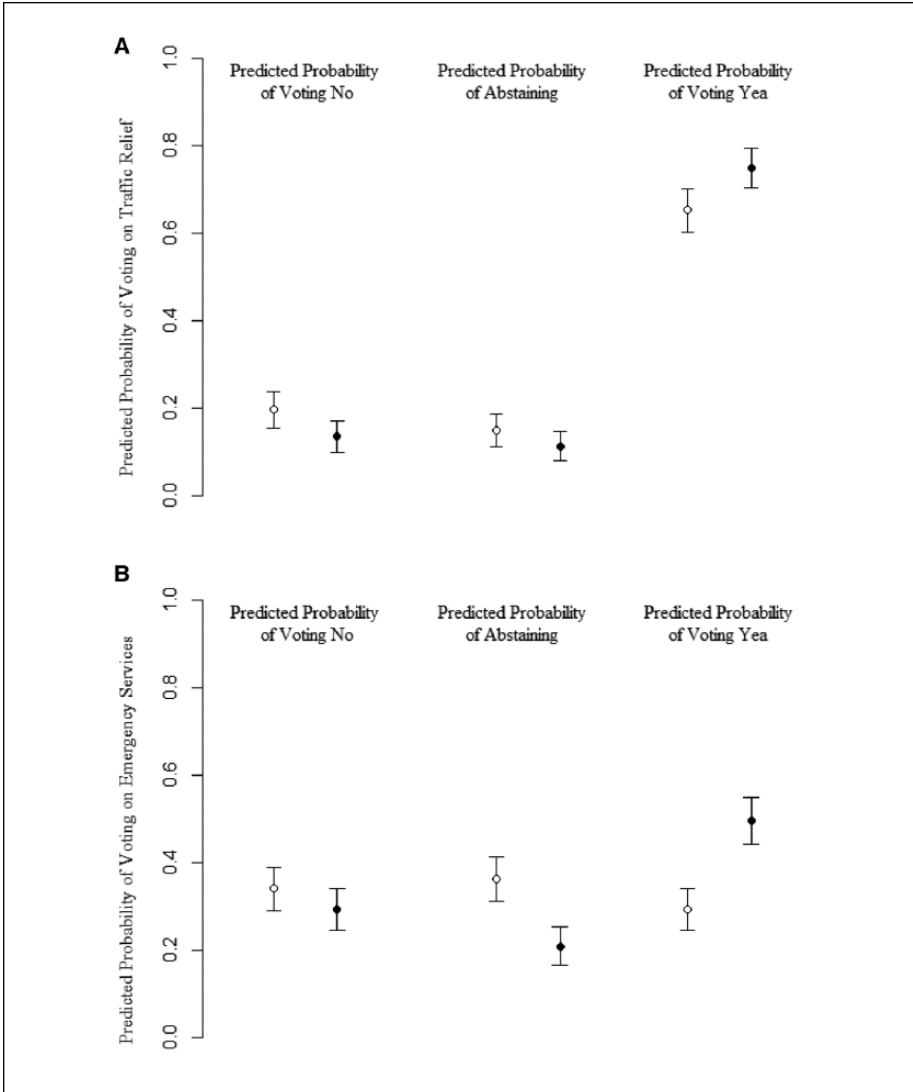 A
Predicted Probability of Voting on Traffic Relief
1.0
0.8
0.6
0.4
0.2
0.0
Predicted Probability
of Voting No
Predicted Probability
of Abstaining
Predicted Probability
of Voting Yea
B
Predicted Probability of Voting on Emergency Services
1.0
0.8
0.6
0.4
0.2
0.0
Predicted Probability
of Voting No
Predicted Probability
of Abstaining
Predicted Probability
of Voting Yea